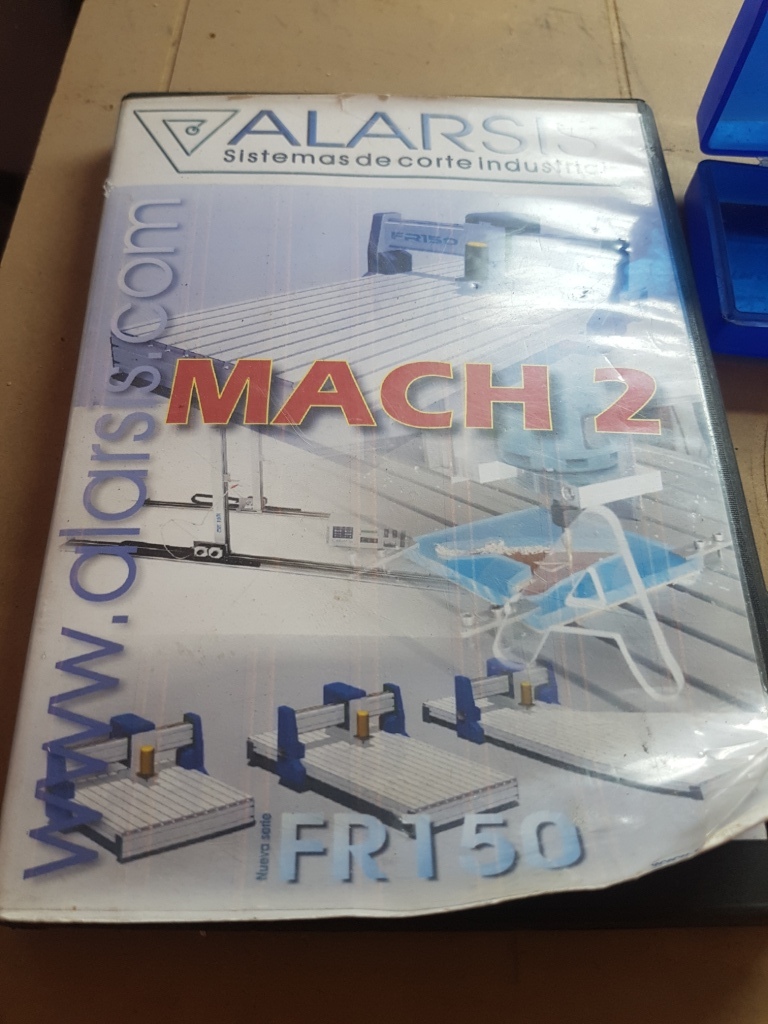 ALARSIS
Sistemas de corte industrial
www.alarsis.com
FR150
MACH 2
Nueva serie
FR150